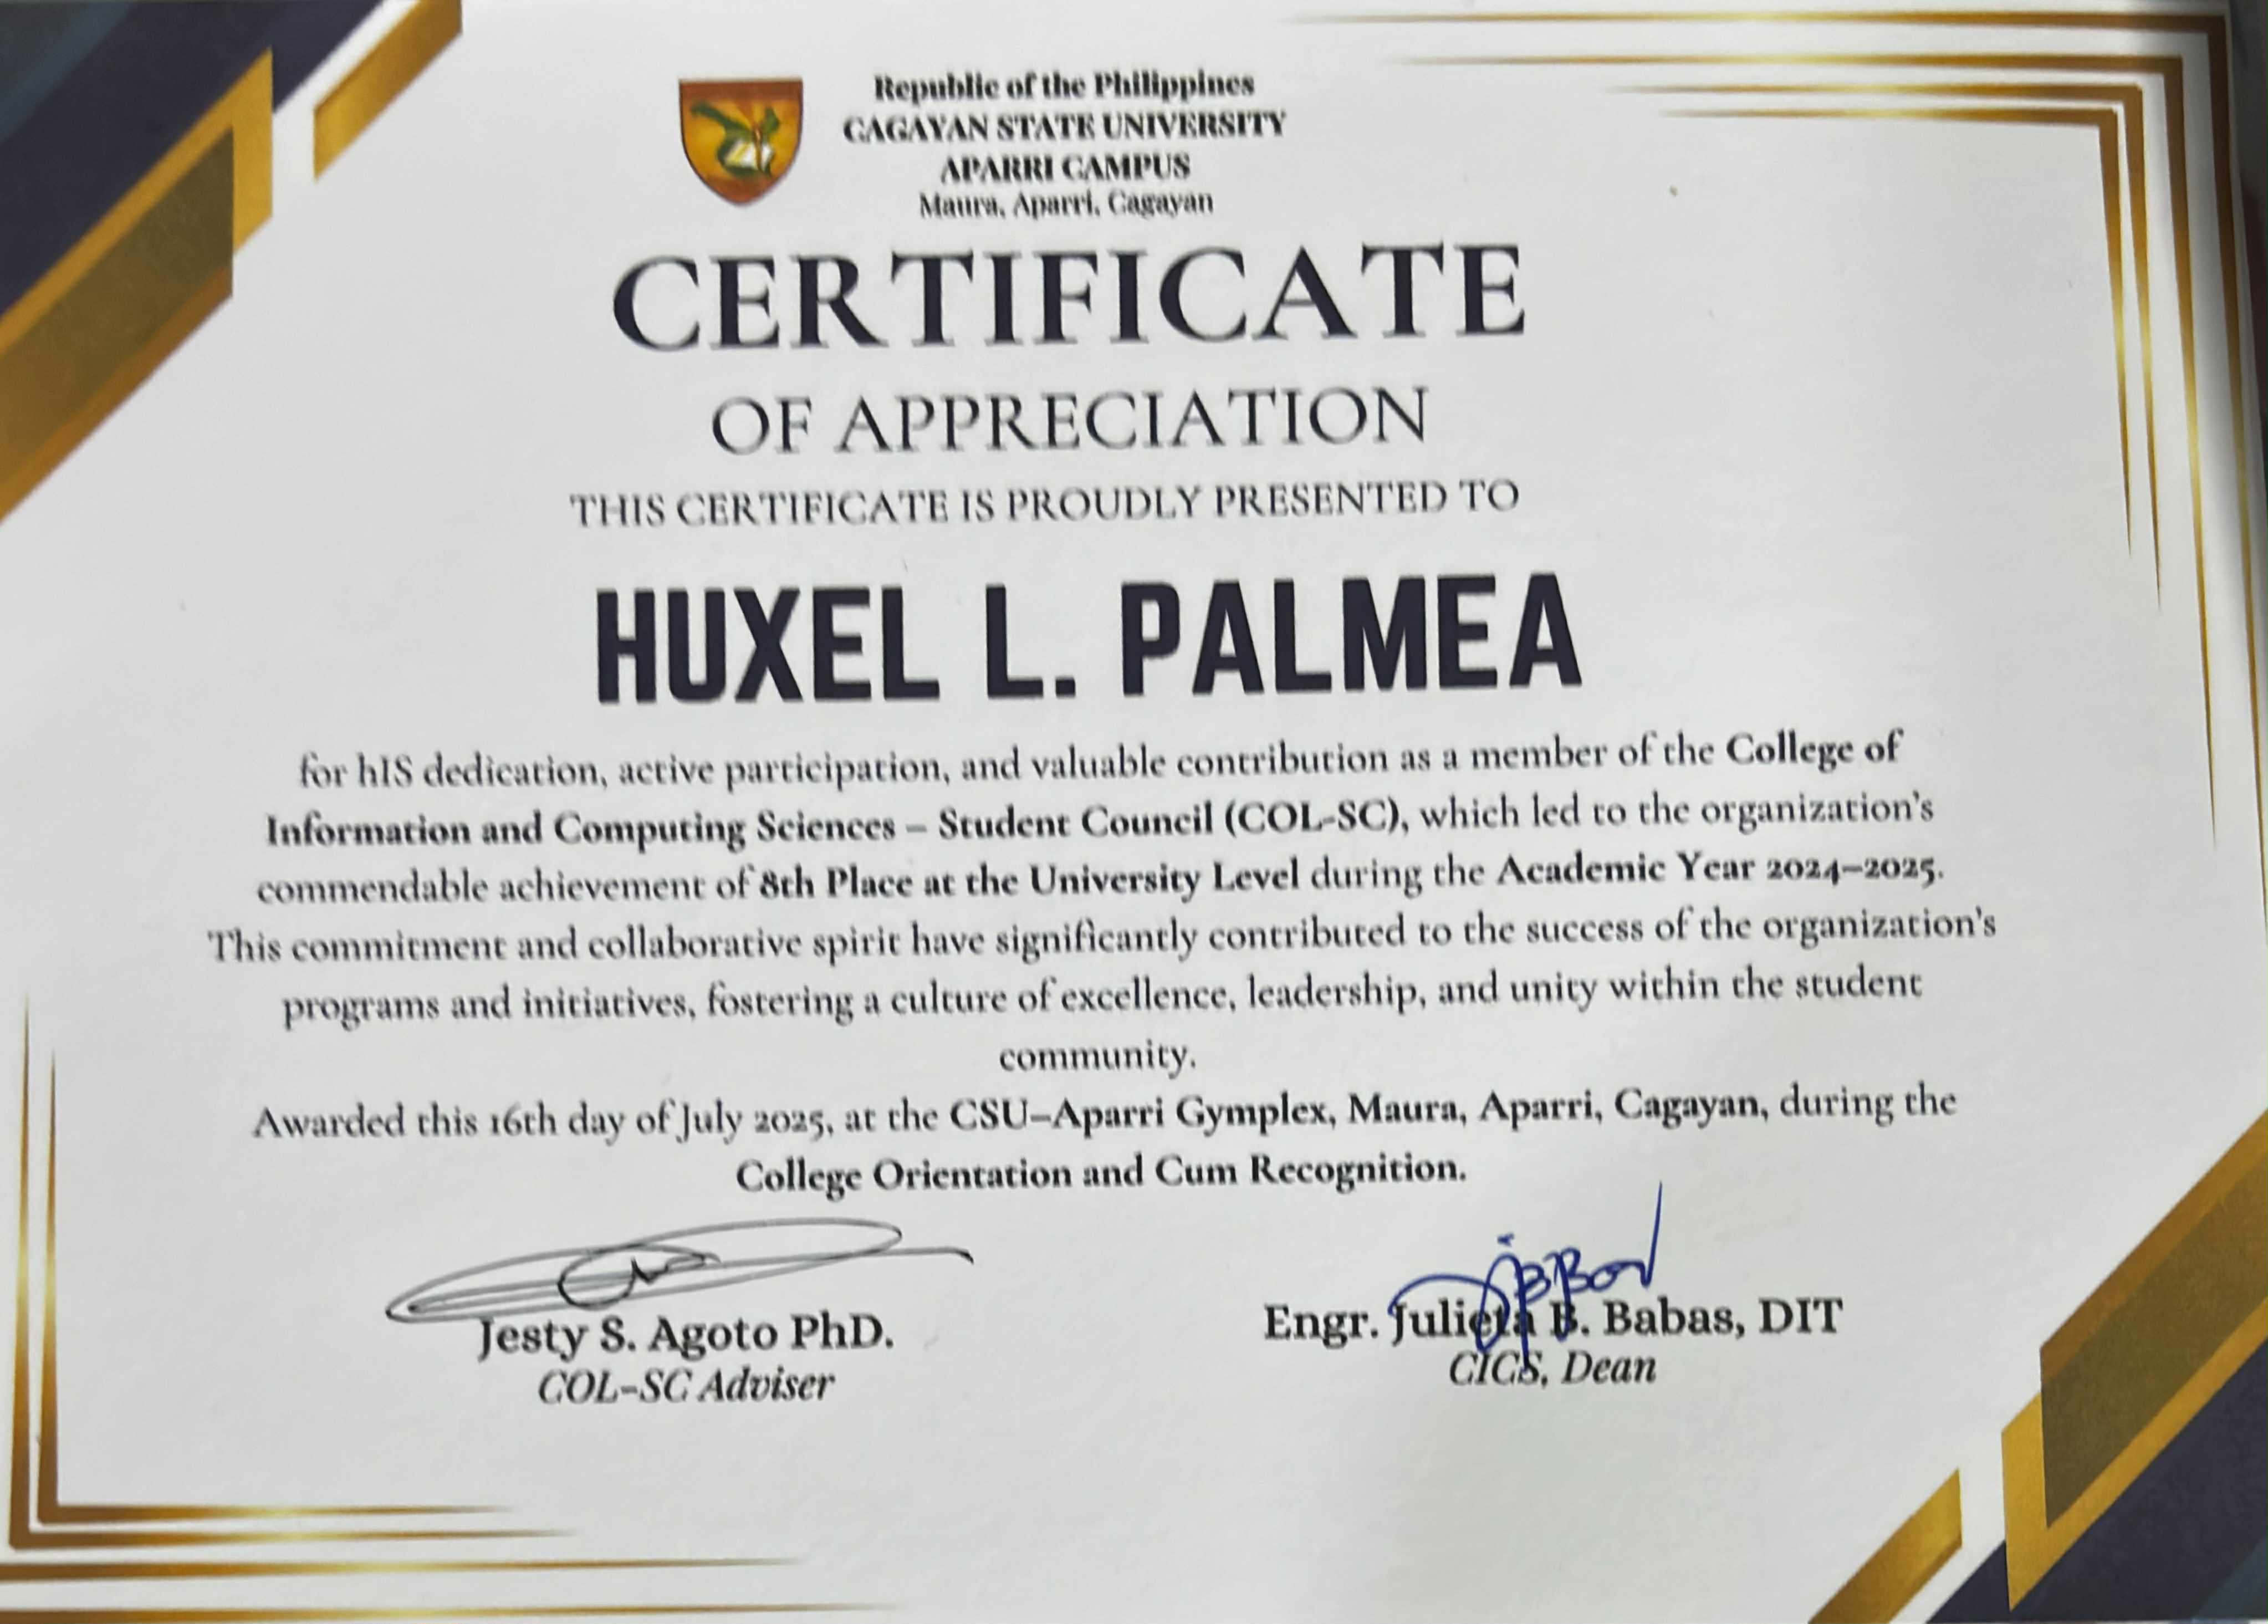 Republic of the Philippines
CAGAYAN STATE UNIVERSITY
APARRI CAMPUS
Maura, Aparri, Cagayan
CERTIFICATE
OF APPRECIATION
THIS CERTIFICATE IS PROUDLY PRESENTED TO
HUXEL L. PALMEA
for hIS dedication, active participation, and valuable contribution as a member of the College of
Information and Computing Sciences – Student Council (COL-SC), which led to the organization's
commendable achievement of 8th Place at the University Level during the Academic Year 2024–2025.
This commitment and collaborative spirit have significantly contributed to the success of the organization's
programs and initiatives, fostering a culture of excellence, leadership, and unity within the student
community.
Awarded this 16th day of July 2025, at the CSU–Aparri Gymplex, Maura, Aparri, Cagayan, during the
College Orientation and Cum Recognition.
Jesty S. Agoto PhD.
COL-SC Adviser
Engr. Julieta B. Babas, DIT
CICS, Dean